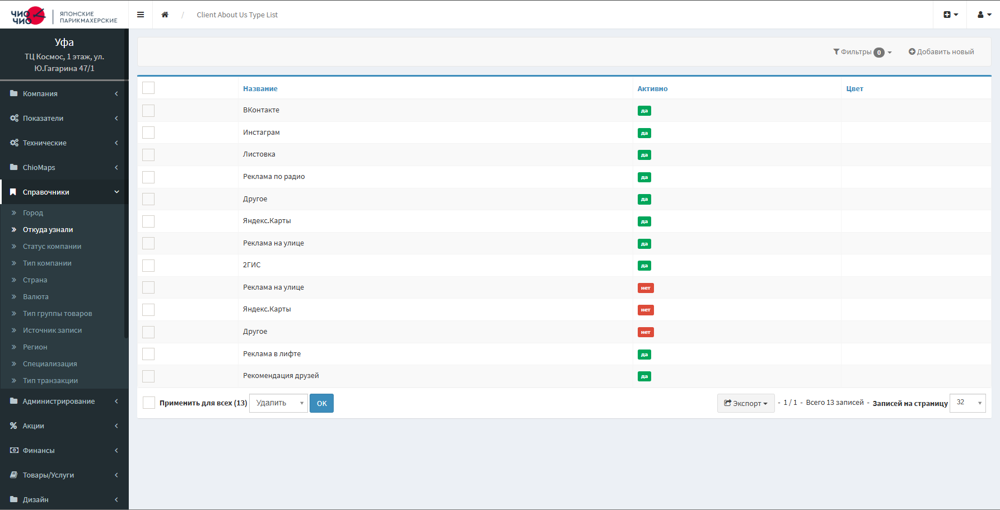 ЧИО
ЧИО
ЯПОНСКИЕ
ПАРИКМАХЕРСКИЕ
/ Client About Us Type List
Уфа
ТЦ Космос, 1 этаж, ул.
Ю.Гагарина 47/1
Компания
Показатели
Технические
ChioMaps
Справочники
Город
Откуда узнали
Статус компании
Тип компании
Страна
Валюта
Тип группы товаров
Источник записи
Регион
Специализация
Тип транзакции
Администрирование
Акции
Финансы
Товары/Услуги
Дизайн
Фильтры 0 Добавить новый
Название Активно Цвет
ВКонтакте да
Инстаграм да
Листовка да
Реклама по радио да
Другое да
Яндекс.Карты да
Реклама на улице да
2ГИС да
Реклама на улице нет
Яндекс.Карты нет
Другое нет
Реклама в лифте да
Рекомендация друзей да
Применить для всех (13) Удалить OK Экспорт - 1 / 1 - Всего 13 записей - Записей на страницу 32